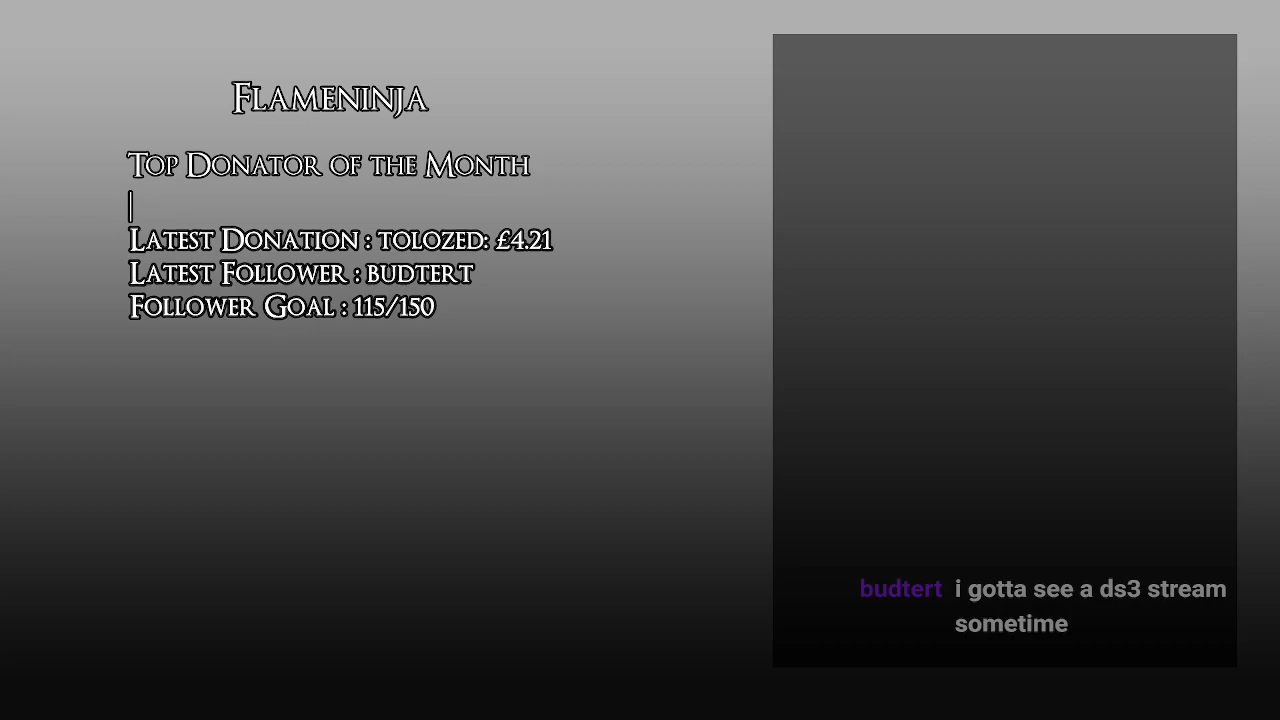 Flameninja
Top Donator of the Month
|
Latest Donation : tolozed: £4.21
Latest Follower : budtert
Follower Goal : 115/150
budtert i gotta see a ds3 stream
sometime